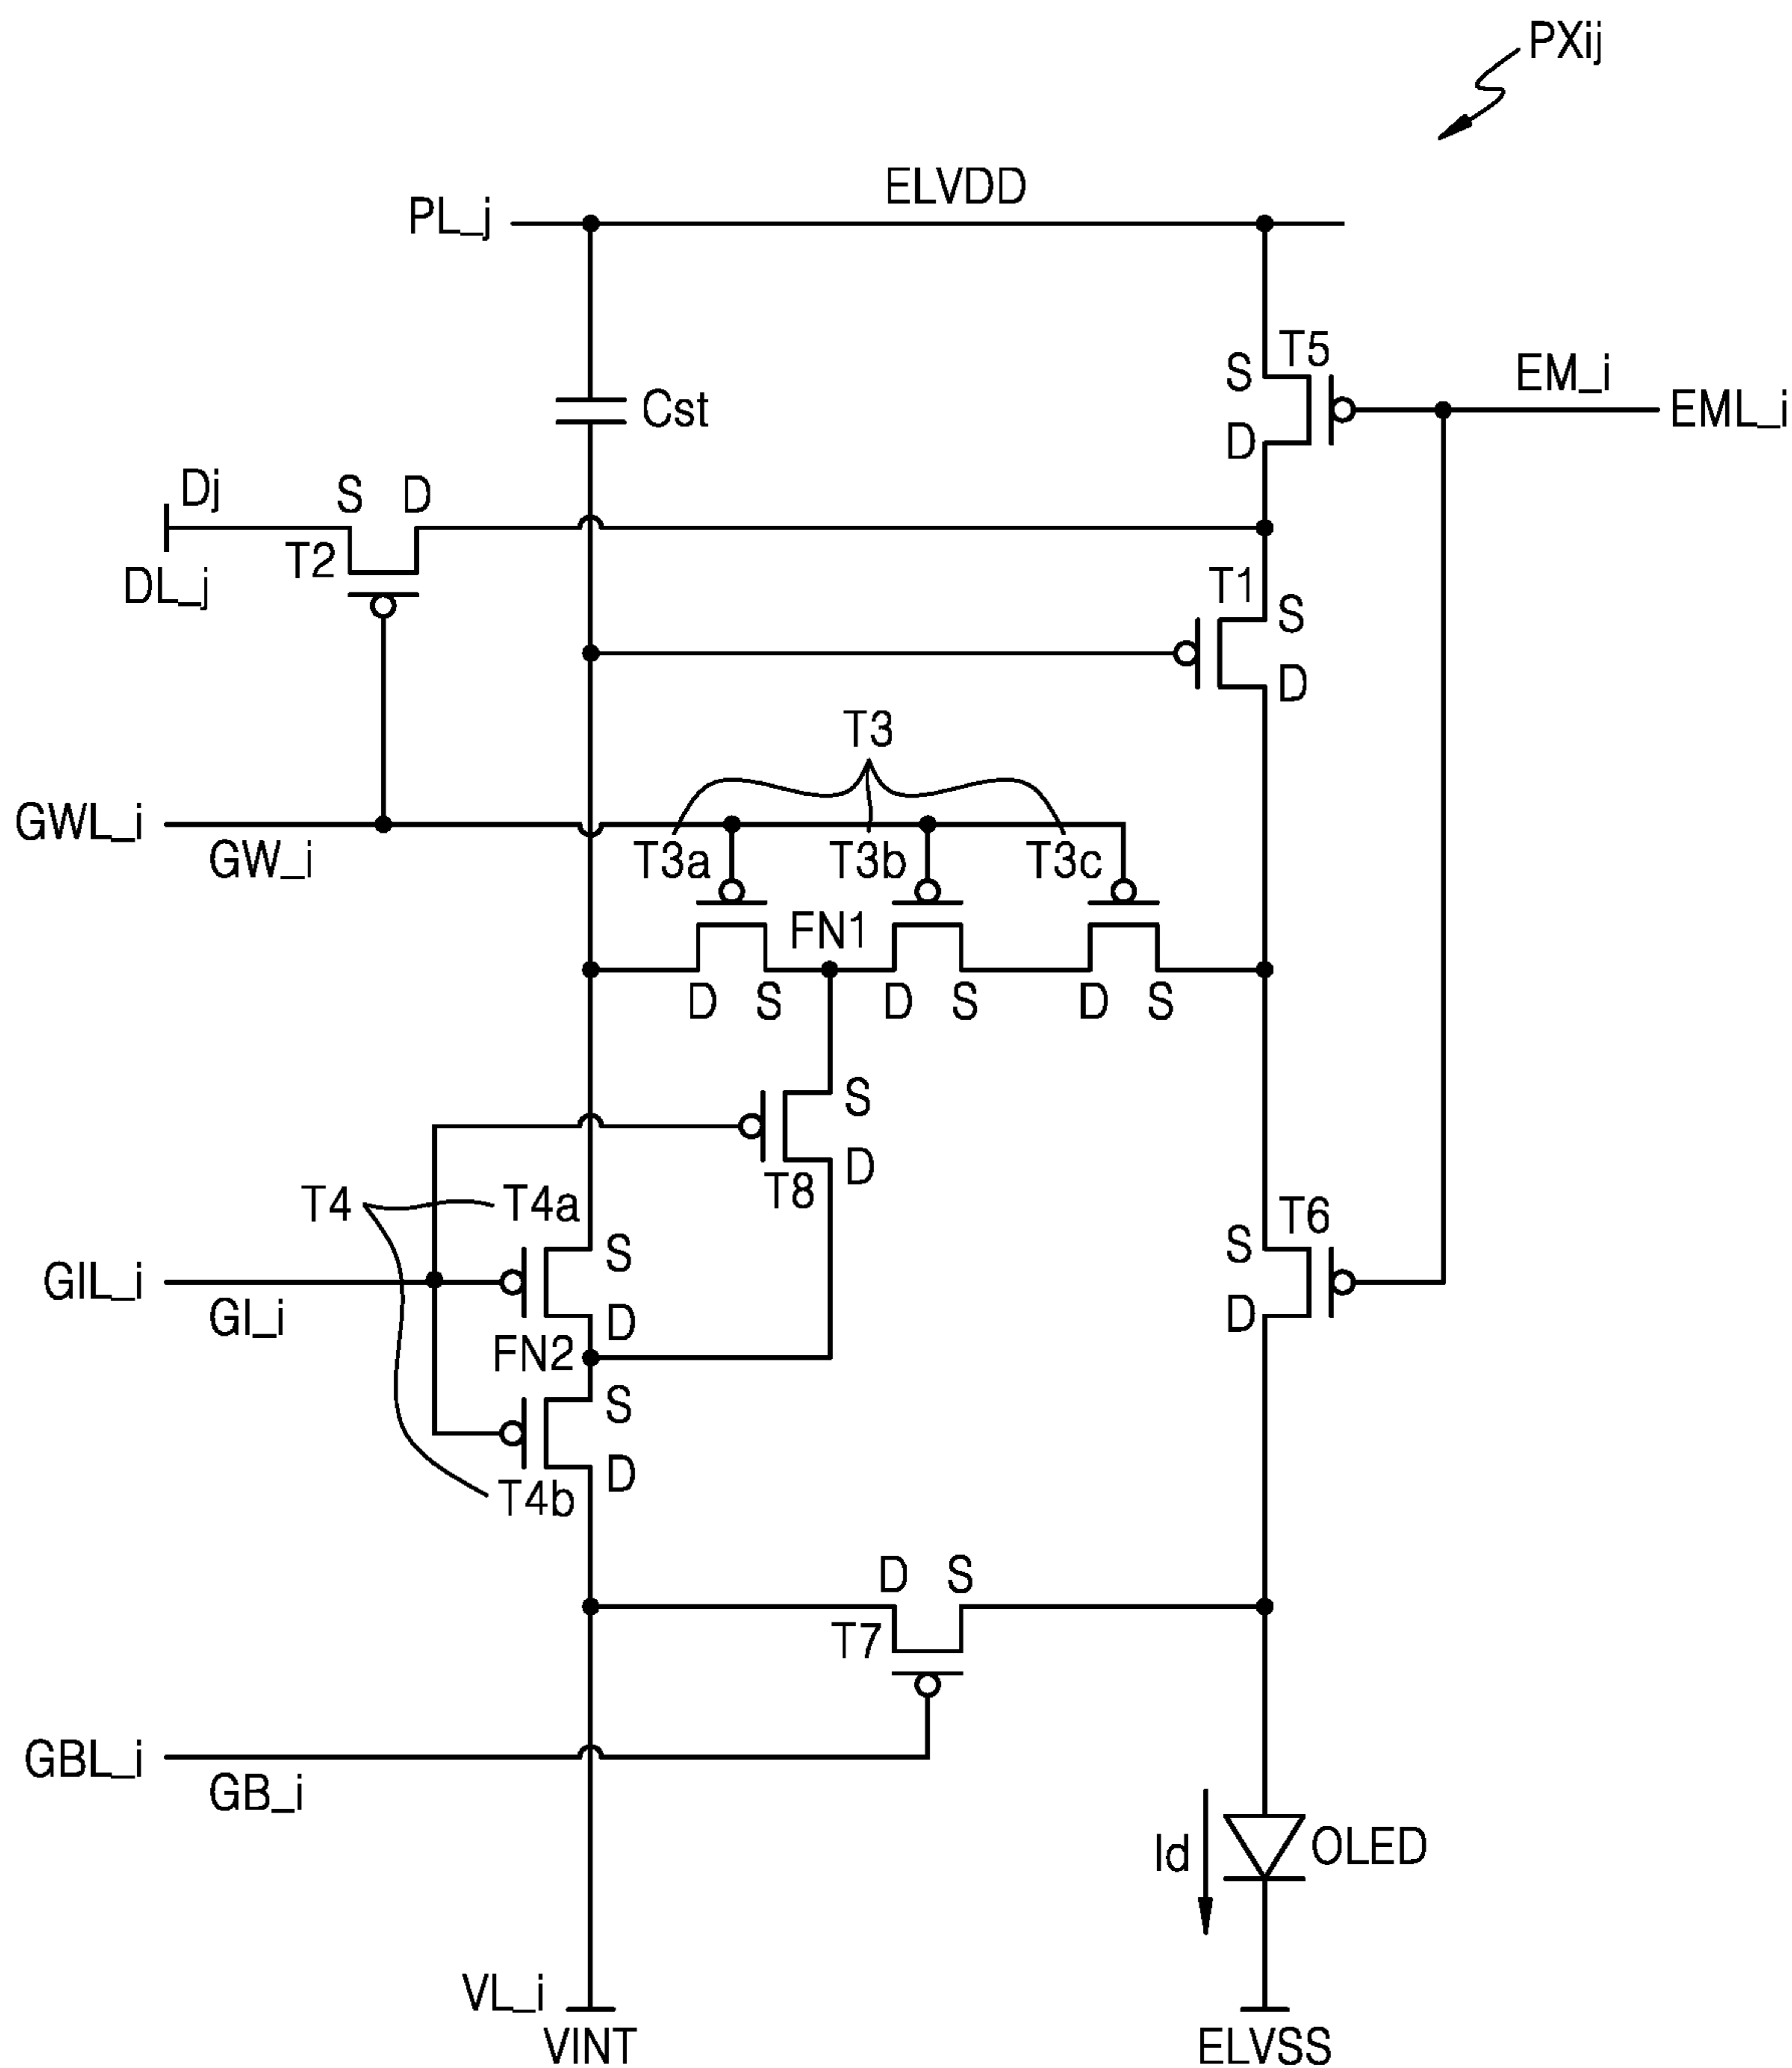 PXij
ELVDD
PL_j
T5
S
EM_i
EML_i
Cst
D
Dj
S D
T2
DL_j
T1
S
D
T3
GWL_i
GW_i
T3a T3b T3c
FN1
D S D S D S
S
D
T8
T4
T4a
T6
S
S
GIL_i
GI_i
D
D
FN2
S
D
T4b
D S
T7
GBL_i
GB_i
Id
OLED
VL_i
VINT
ELVSS